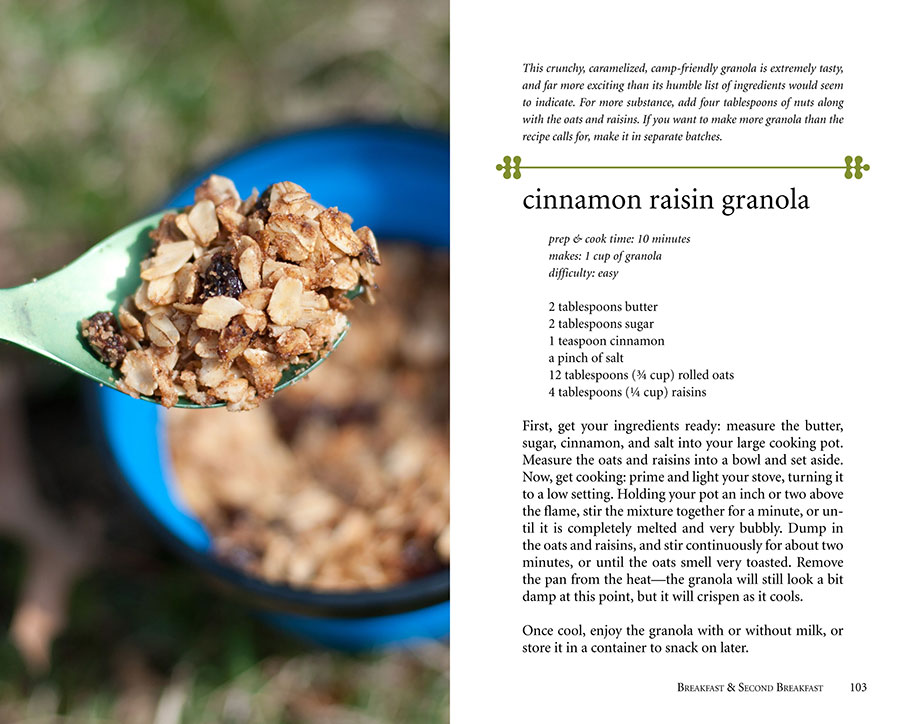 This crunchy, caramelized, camp-friendly granola is extremely tasty,
and far more exciting than its humble list of ingredients would seem
to indicate. For more substance, add four tablespoons of nuts along
with the oats and raisins. If you want to make more granola than the
recipe calls for, make it in separate batches.
cinnamon raisin granola
prep & cook time: 10 minutes
makes: 1 cup of granola
difficulty: easy
2 tablespoons butter
2 tablespoons sugar
1 teaspoon cinnamon
a pinch of salt
12 tablespoons (¾ cup) rolled oats
4 tablespoons (¼ cup) raisins
First, get your ingredients ready: measure the butter,
sugar, cinnamon, and salt into your large cooking pot.
Measure the oats and raisins into a bowl and set aside.
Now, get cooking: prime and light your stove, turning it
to a low setting. Holding your pot an inch or two above
the flame, stir the mixture together for a minute, or un-
til it is completely melted and very bubbly. Dump in
the oats and raisins, and stir continuously for about two
minutes, or until the oats smell very toasted. Remove
the pan from the heat—the granola will still look a bit
damp at this point, but it will crispen as it cools.
Once cool, enjoy the granola with or without milk, or
store it in a container to snack on later.
Breakfast & Second Breakfast 103